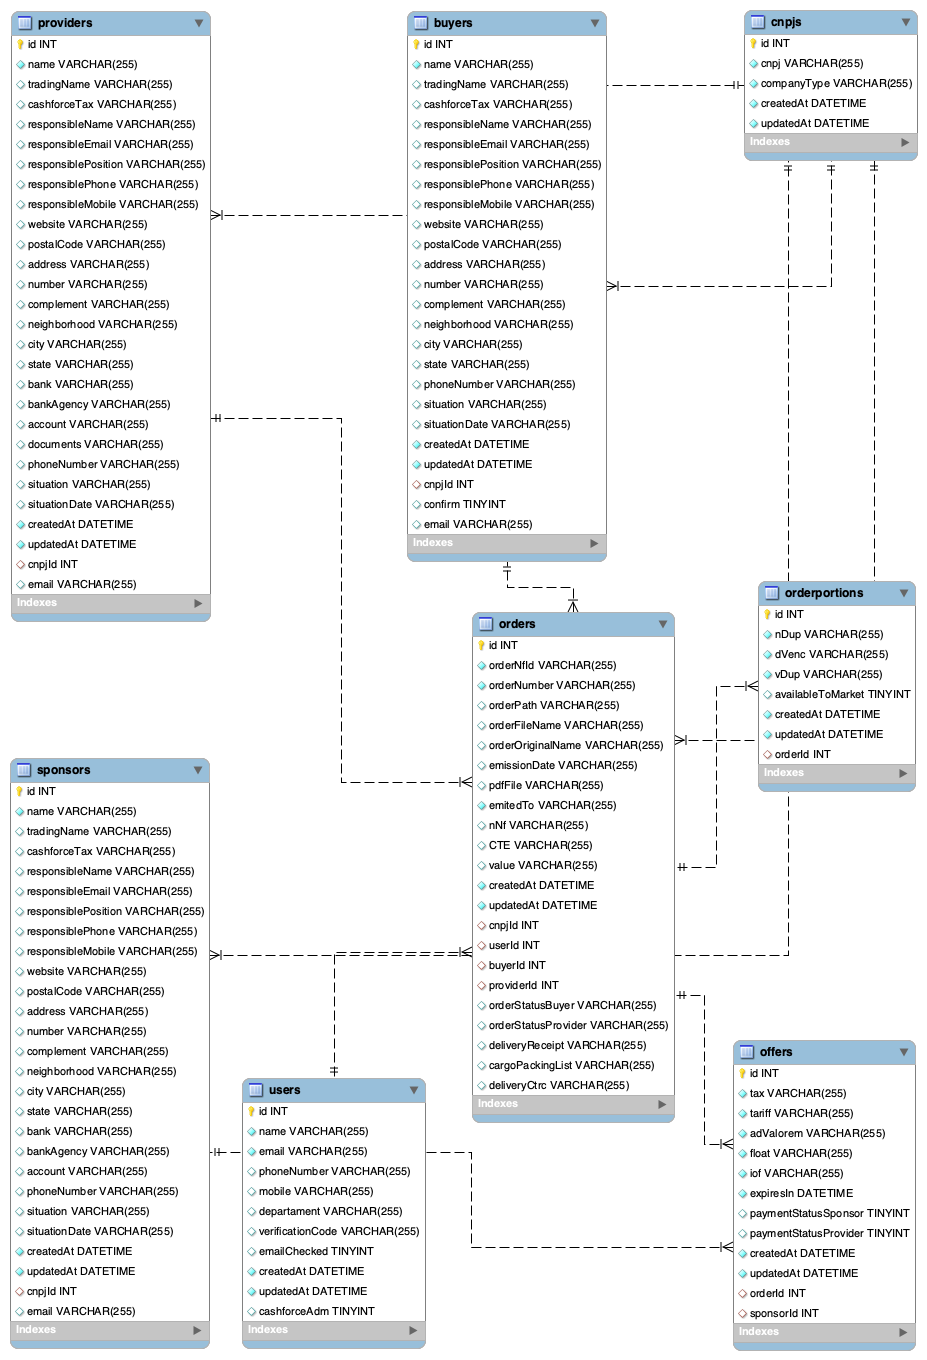 providers
id INT
name VARCHAR(255)
tradingName VARCHAR(255)
cashforceTax VARCHAR(255)
responsibleName VARCHAR(255)
responsibleEmail VARCHAR(255)
responsiblePosition VARCHAR(255)
responsiblePhone VARCHAR(255)
responsibleMobile VARCHAR(255)
website VARCHAR(255)
postalCode VARCHAR(255)
address VARCHAR(255)
number VARCHAR(255)
complement VARCHAR(255)
neighborhood VARCHAR(255)
city VARCHAR(255)
state VARCHAR(255)
bank VARCHAR(255)
bankAgency VARCHAR(255)
account VARCHAR(255)
documents VARCHAR(255)
phoneNumber VARCHAR(255)
situation VARCHAR(255)
situationDate VARCHAR(255)
createdAt DATETIME
updatedAt DATETIME
cnpjId INT
email VARCHAR(255)
Indexes
buyers
id INT
name VARCHAR(255)
tradingName VARCHAR(255)
cashforceTax VARCHAR(255)
responsibleName VARCHAR(255)
responsibleEmail VARCHAR(255)
responsiblePosition VARCHAR(255)
responsiblePhone VARCHAR(255)
responsibleMobile VARCHAR(255)
website VARCHAR(255)
postalCode VARCHAR(255)
address VARCHAR(255)
number VARCHAR(255)
complement VARCHAR(255)
neighborhood VARCHAR(255)
city VARCHAR(255)
state VARCHAR(255)
phoneNumber VARCHAR(255)
situation VARCHAR(255)
situationDate VARCHAR(255)
createdAt DATETIME
updatedAt DATETIME
cnpjId INT
confirm TINYINT
email VARCHAR(255)
Indexes
cnpjs
id INT
cnpj VARCHAR(255)
companyType VARCHAR(255)
createdAt DATETIME
updatedAt DATETIME
Indexes
orderportions
id INT
nDup VARCHAR(255)
dVenc VARCHAR(255)
vDup VARCHAR(255)
availableToMarket TINYINT
createdAt DATETIME
updatedAt DATETIME
orderId INT
Indexes
orders
id INT
orderNfId VARCHAR(255)
orderNumber VARCHAR(255)
orderPath VARCHAR(255)
orderFileName VARCHAR(255)
orderOriginalName VARCHAR(255)
emissionDate VARCHAR(255)
pdfFile VARCHAR(255)
emitedTo VARCHAR(255)
nNf VARCHAR(255)
CTE VARCHAR(255)
value VARCHAR(255)
createdAt DATETIME
updatedAt DATETIME
cnpjId INT
userId INT
buyerId INT
providerId INT
orderStatusBuyer VARCHAR(255)
orderStatusProvider VARCHAR(255)
deliveryReceipt VARCHAR(255)
cargoPackingList VARCHAR(255)
deliveryCtrc VARCHAR(255)
Indexes
sponsors
id INT
name VARCHAR(255)
tradingName VARCHAR(255)
cashforceTax VARCHAR(255)
responsibleName VARCHAR(255)
responsibleEmail VARCHAR(255)
responsiblePosition VARCHAR(255)
responsiblePhone VARCHAR(255)
responsibleMobile VARCHAR(255)
website VARCHAR(255)
postalCode VARCHAR(255)
address VARCHAR(255)
number VARCHAR(255)
complement VARCHAR(255)
neighborhood VARCHAR(255)
city VARCHAR(255)
state VARCHAR(255)
bank VARCHAR(255)
bankAgency VARCHAR(255)
account VARCHAR(255)
phoneNumber VARCHAR(255)
situation VARCHAR(255)
situationDate VARCHAR(255)
createdAt DATETIME
updatedAt DATETIME
cnpjId INT
email VARCHAR(255)
Indexes
users
id INT
name VARCHAR(255)
email VARCHAR(255)
phoneNumber VARCHAR(255)
mobile VARCHAR(255)
departament VARCHAR(255)
verificationCode VARCHAR(255)
emailChecked TINYINT
createdAt DATETIME
updatedAt DATETIME
cashforceAdm TINYINT
Indexes
offers
id INT
tax VARCHAR(255)
tariff VARCHAR(255)
adValorem VARCHAR(255)
float VARCHAR(255)
iof VARCHAR(255)
expiresIn DATETIME
paymentStatusSponsor TINYINT
paymentStatusProvider TINYINT
createdAt DATETIME
updatedAt DATETIME
orderId INT
sponsorId INT
Indexes